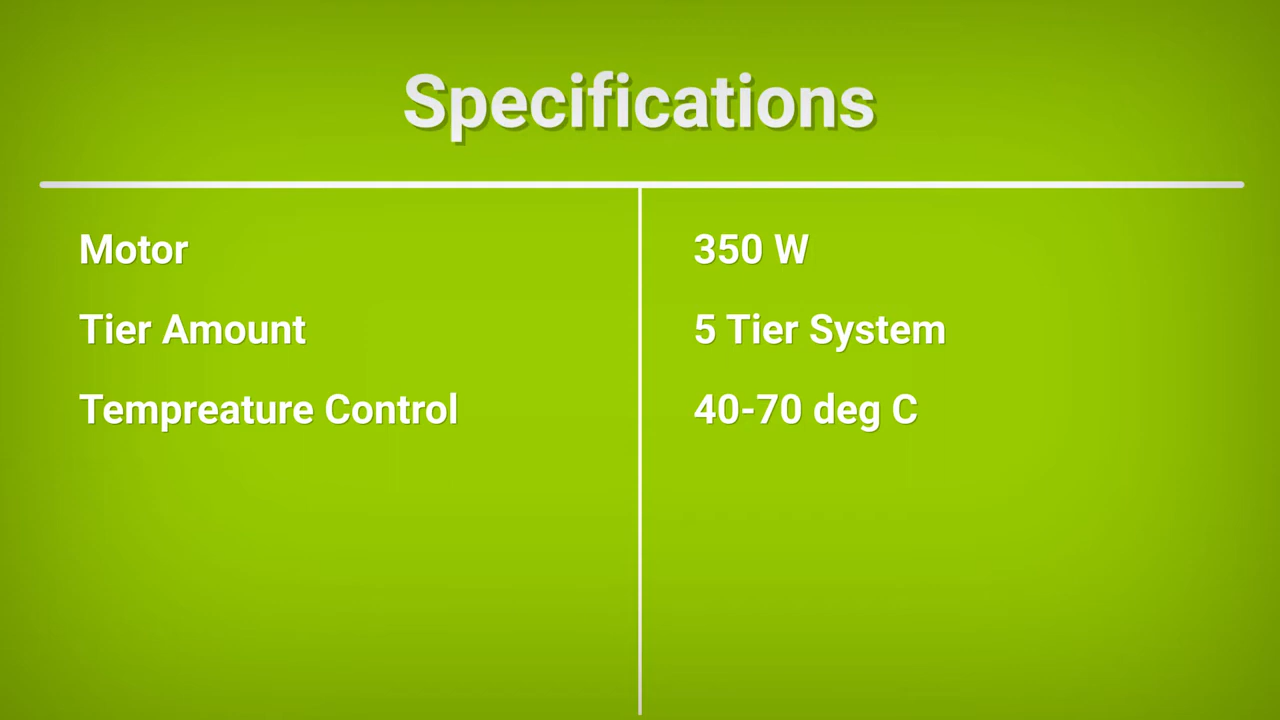 Specifications
Motor 350 W
Tier Amount 5 Tier System
Tempreature Control 40-70 deg C